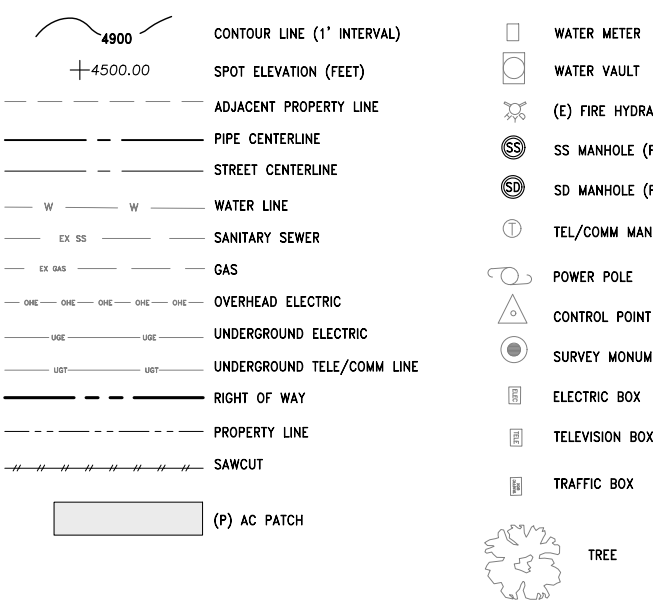 4900 CONTOUR LINE (1' INTERVAL)
4500.00 SPOT ELEVATION (FEET)
ADJACENT PROPERTY LINE
PIPE CENTERLINE
STREET CENTERLINE
W W WATER LINE
EX SS SANITARY SEWER
EX GAS GAS
OHE OHE OHE OHE OHE OVERHEAD ELECTRIC
UGE UGE UNDERGROUND ELECTRIC
UGT UGT UNDERGROUND TELE/COMM LINE
RIGHT OF WAY
PROPERTY LINE
SAWCUT
(P) AC PATCH
WATER METER
WATER VAULT
(E) FIRE HYDRA
SS SS MANHOLE (F
SD SD MANHOLE (F
T TEL/COMM MAN
POWER POLE
CONTROL POINT
SURVEY MONUM
ELEC ELECTRIC BOX
TELE TELEVISION BOX
TRAFFIC BOX
TREE